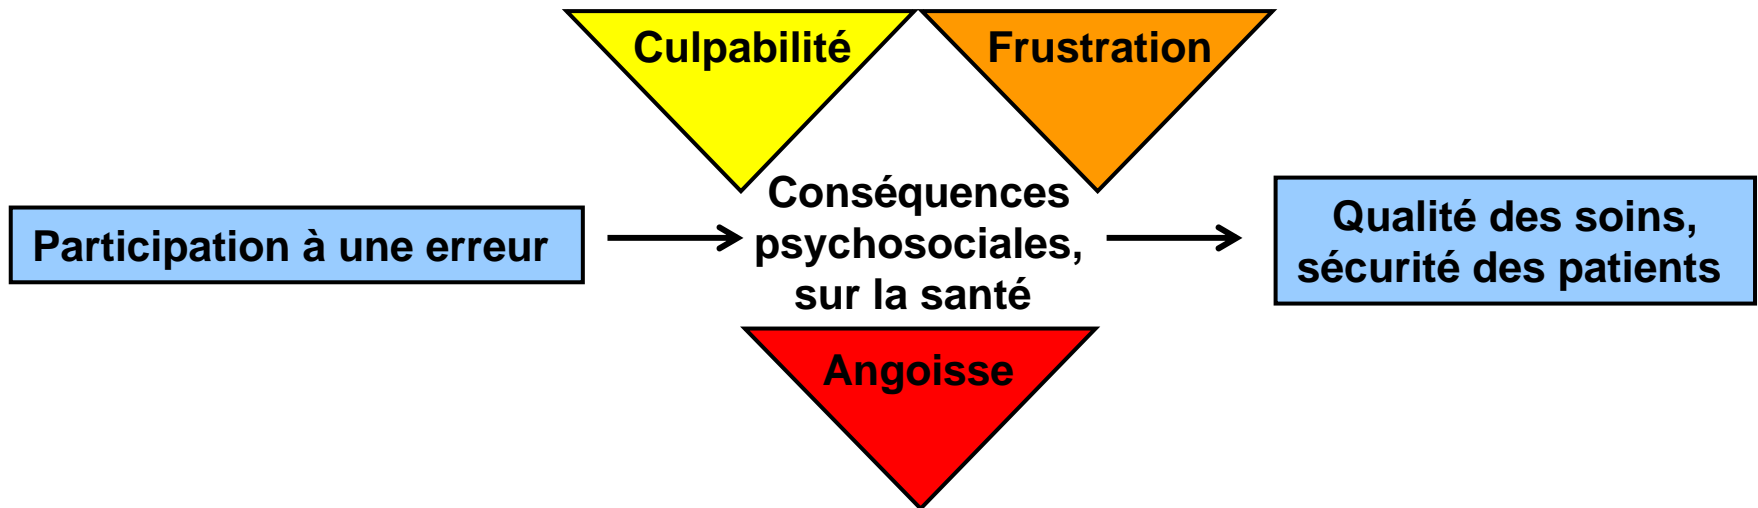 Culpabilité
Frustration
Participation à une erreur
Conséquences
psychosociales,
sur la santé
Qualité des soins,
sécurité des patients
Angoisse